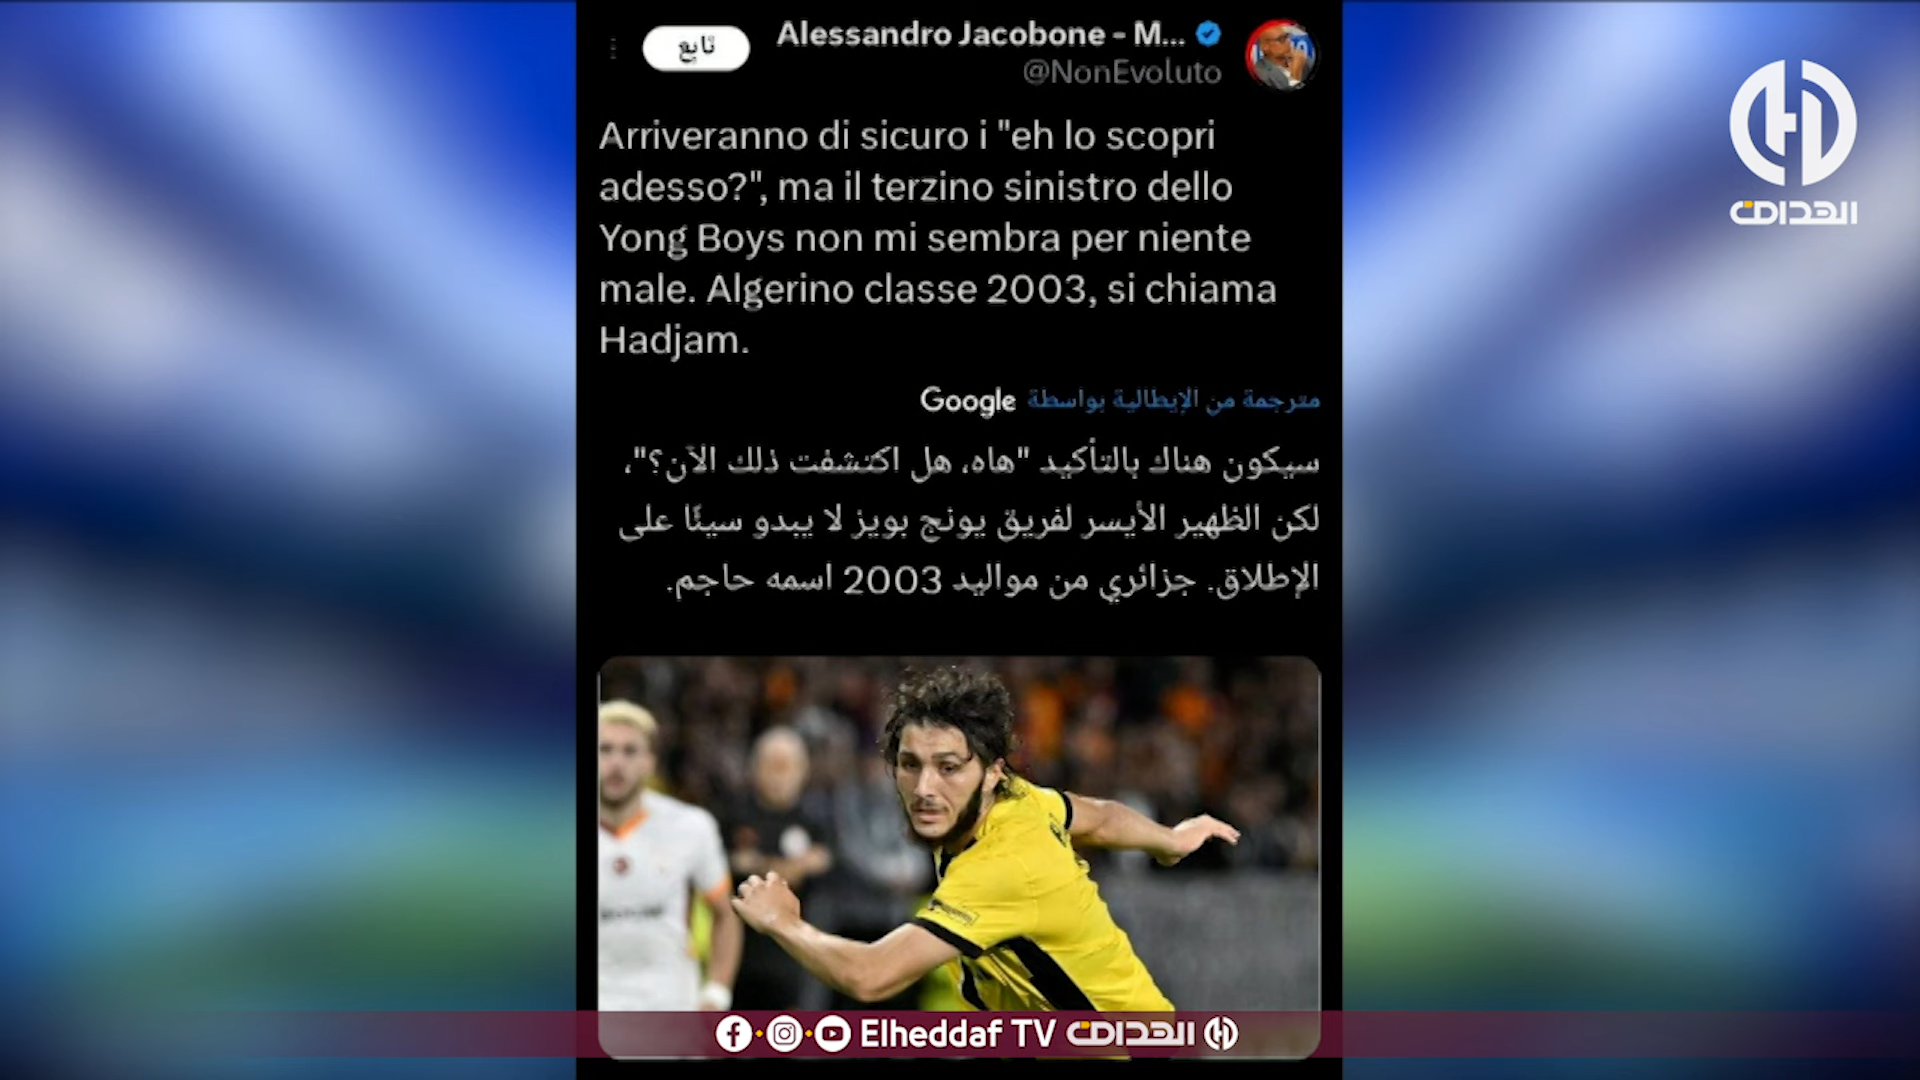 Alessandro Jacobone - M...
@NonEvoluto
تابع
Arriveranno di sicuro i "eh lo scopri
adesso?", ma il terzino sinistro dello
Yong Boys non mi sembra per niente
male. Algerino classe 2003, si chiama
Hadjam.
مترجمة من الإيطالية بواسطة Google
سيكون هناك بالتأكيد "هاه، هل اكتشفت ذلك الآن؟"،
لكن الظهير الأيسر لفريق يونج بويز لا يبدو سيئًا على
الإطلاق. جزائري من مواليد 2003 اسمه حاجم.
الهداف
Elheddaf TV الهداف